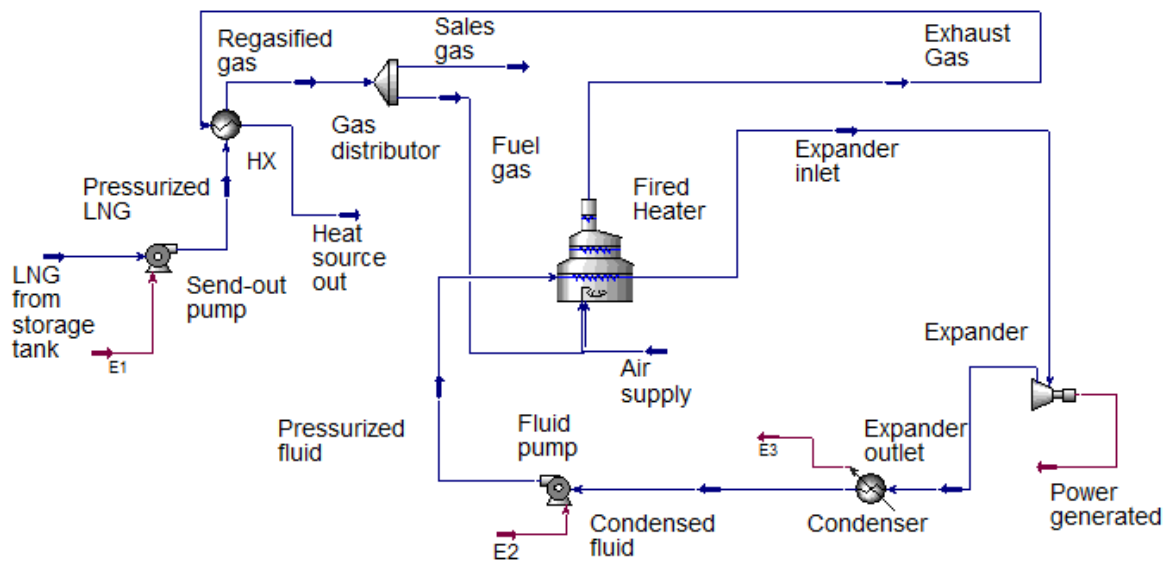 Regasified
gas
Sales
gas
Exhaust
Gas
HX
Gas
distributor
Fuel
gas
Expander
inlet
Fired
Heater
Pressurized
LNG
Heat
source
out
LNG
from
storage
tank
Send-out
pump
E1
Air
supply
Expander
Pressurized
fluid
Fluid
pump
E3
Expander
outlet
Power
generated
E2
Condensed
fluid
Condenser